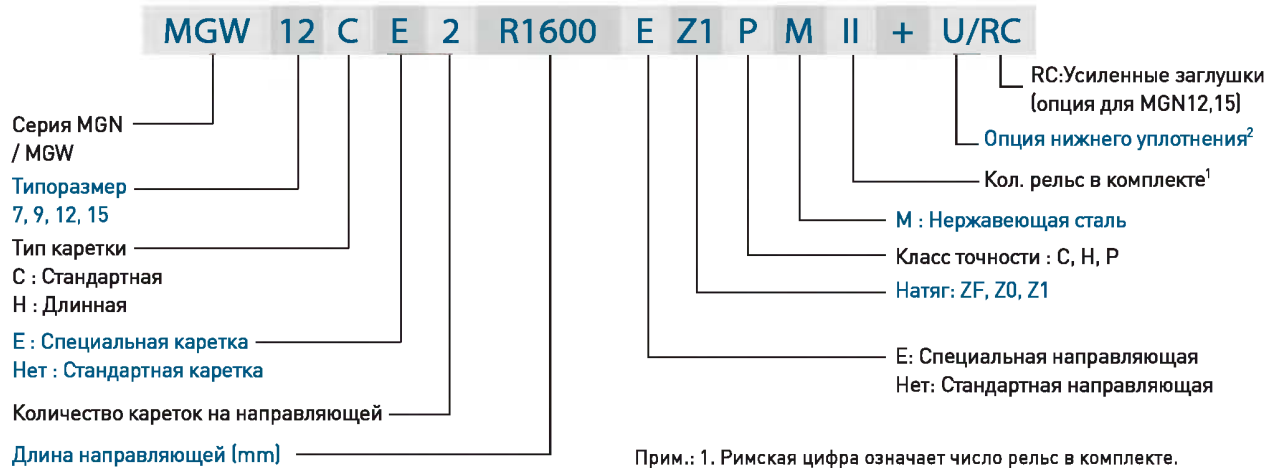 MGW 12 C E 2 R1600 E Z1 P M II + U/RC
Серия MGN
/ MGW
Типоразмер
7, 9, 12, 15
Тип каретки
C : Стандартная
H : Длинная
E : Специальная каретка
Нет : Стандартная каретка
Количество кареток на направляющей
Длина направляющей (mm)
RC:Усиленные заглушки
(опция для MGN12,15)
Опция нижнего уплотнения²
Кол. рельс в комплекте¹
M : Нержавеющая сталь
Класс точности : C, H, P
Натяг: ZF, Z0, Z1
E: Специальная направляющая
Нет: Стандартная направляющая
Прим.: 1. Римская цифра означает число рельс в комплекте.